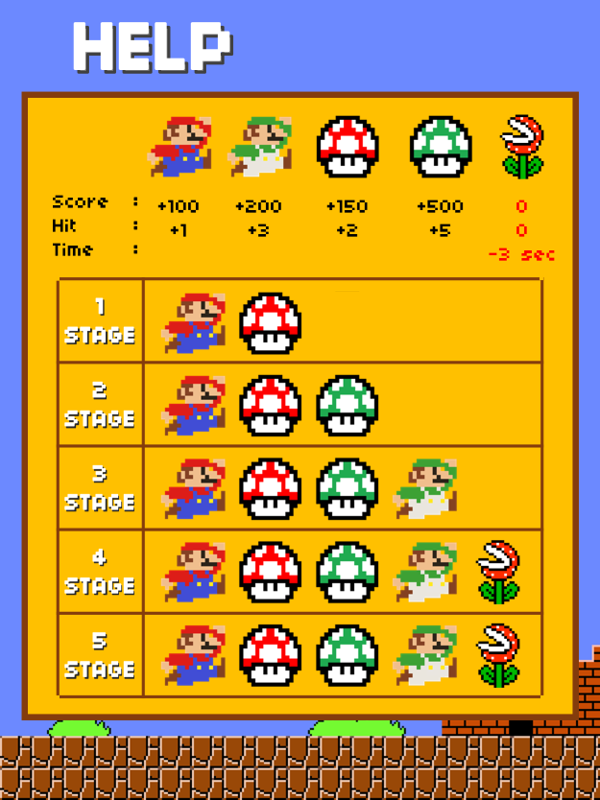 HELP
Score : +100 +200 +150 +500 0
Hit : +1 +3 +2 +5 0
Time : -3 sec
1
STAGE
2
STAGE
3
STAGE
4
STAGE
5
STAGE